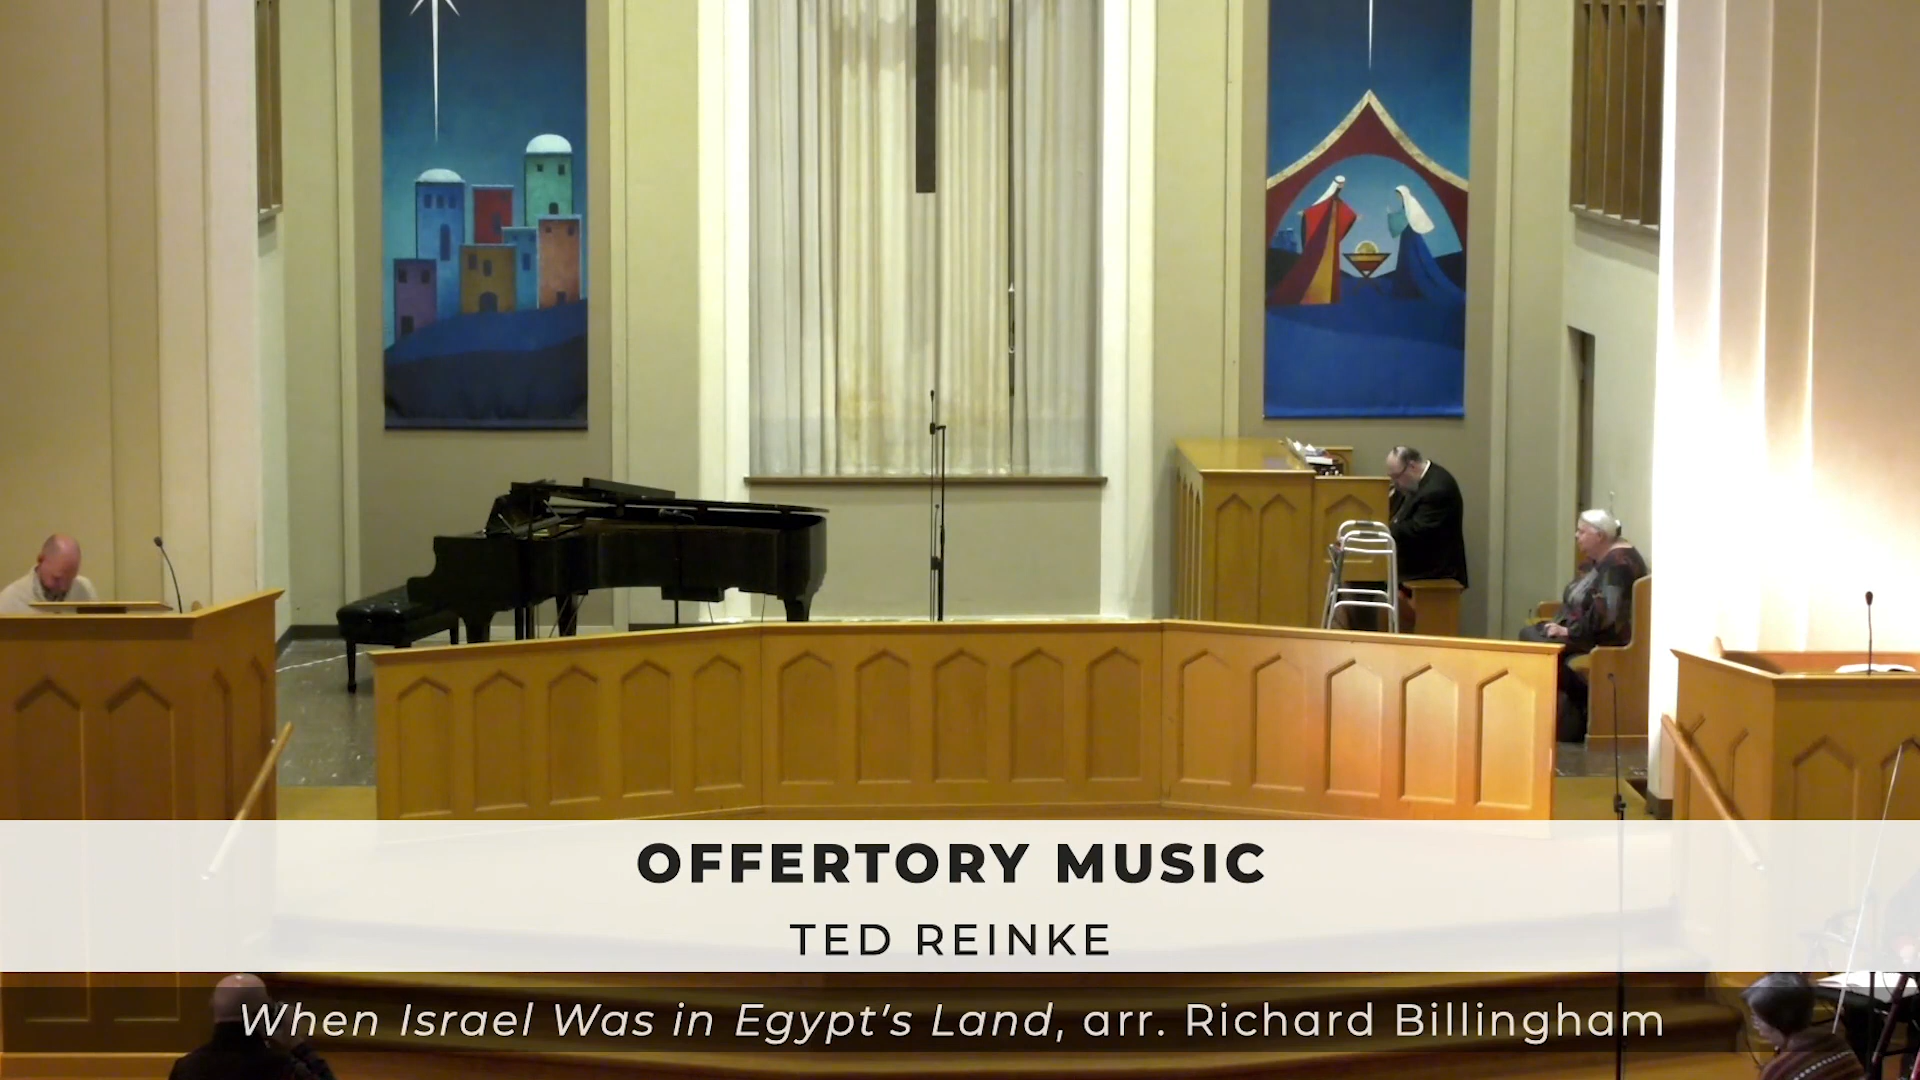 OFFERTORY MUSIC
TED REINKE
When Israel Was in Egypt's Land, arr. Richard Billingham